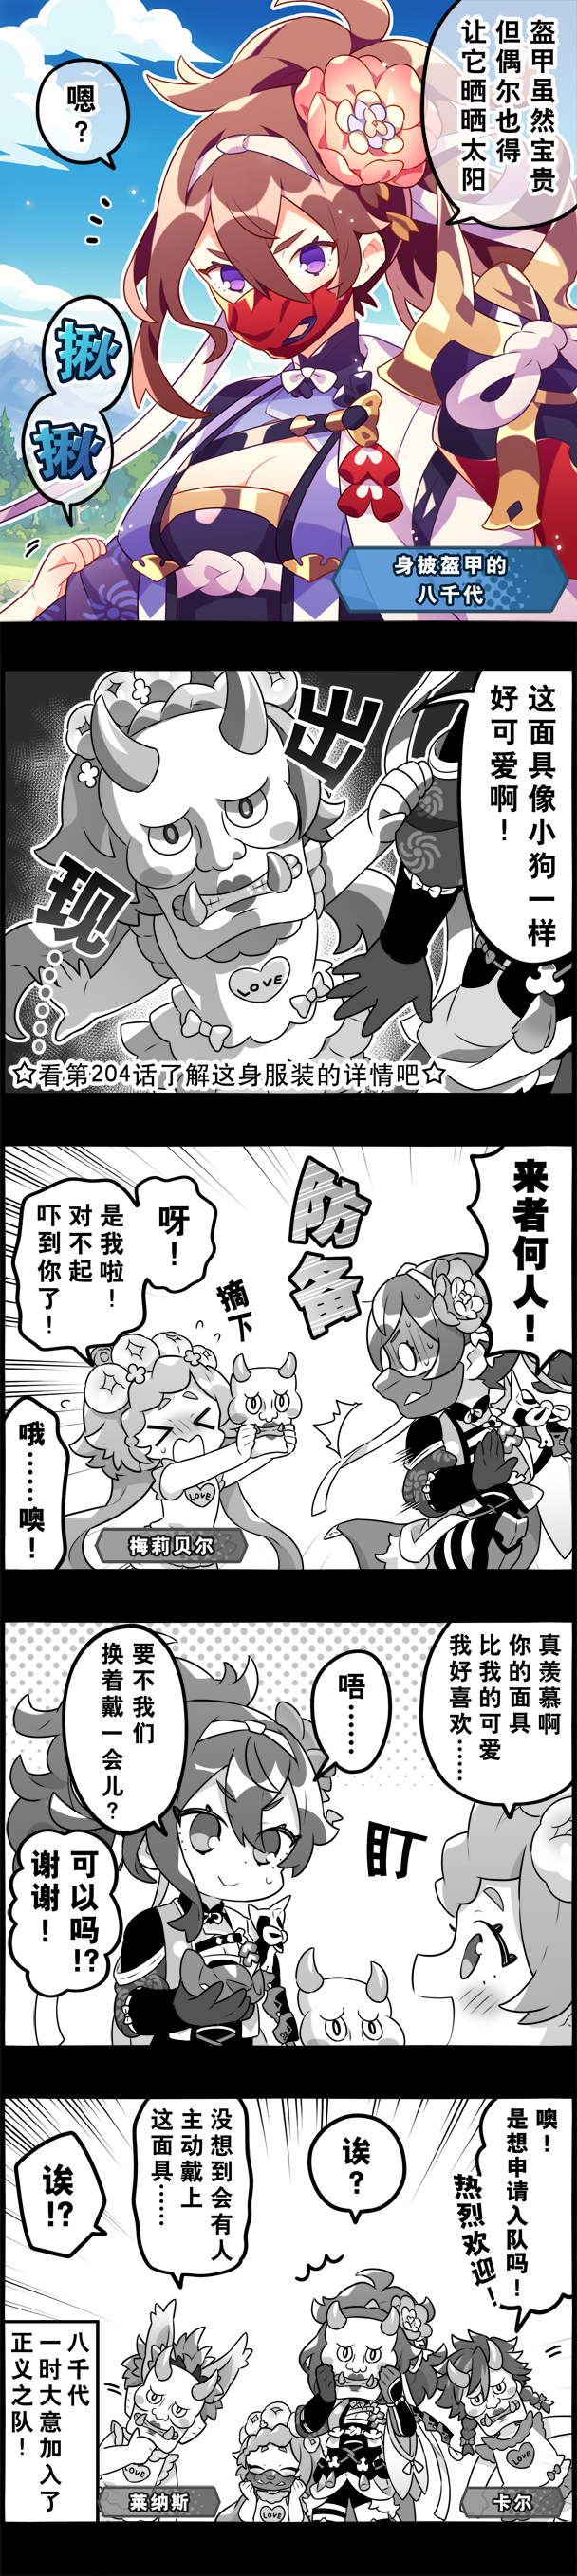 盔甲虽然宝贵
但偶尔也得
让它晒晒太阳
嗯？
揪
揪
身披盔甲的
八千代
这面具像小狗一样
好可爱啊！
出
现
……
LOVE
☆看第204话了解这身服装的详情吧☆
来者何人！
防
备
呀！
是我啦！
对不起
吓到你了！
摘下
LOVE
哦……噢！
梅莉贝尔
真羡慕啊
你的面具
比我的可爱
我好喜欢……
唔……
要不我们
换着戴一会儿？
盯
可以吗!?
谢谢！
噢！
是想申请入队吗！
热烈欢迎！
诶？
没想到会有人
主动戴上
这面具……
诶!?
八千代
一时大意加入了
正义之队！
LOVE
LOVE
LOVE
莱纳斯
卡尔